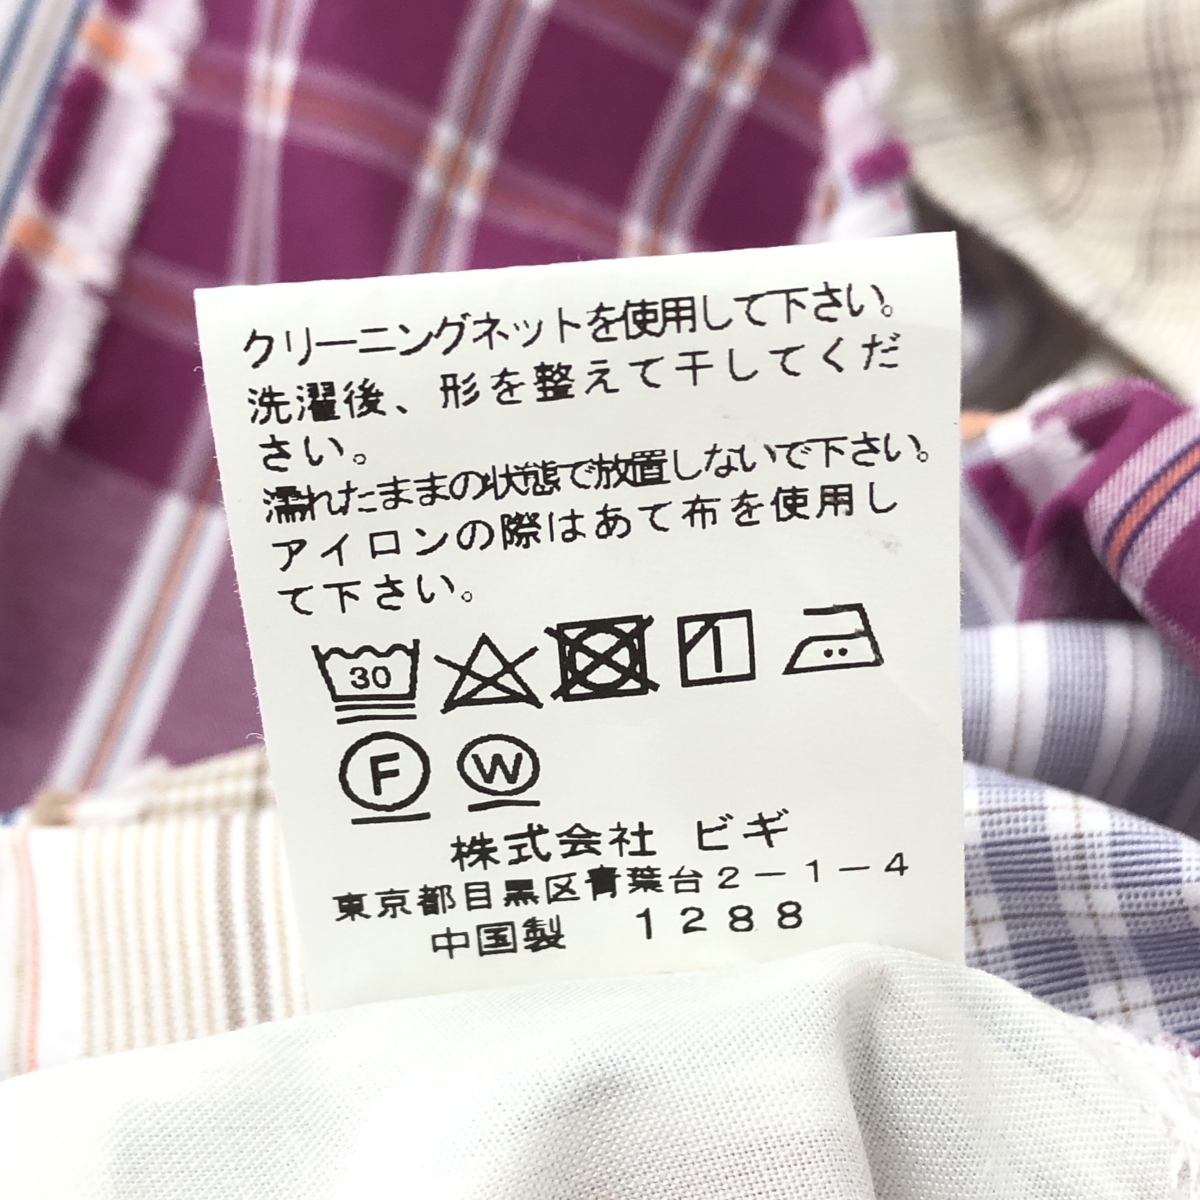 クリーニングネットを使用して下さい。
洗濯後、形を整えて干してくだ
さい。
濡れたままの状態で放置しないで下さい。
アイロンの際はあて布を使用し
て下さい。
30
F W
株式会社 ビギ
東京都目黒区青葉台2-1-4
中国製 1288